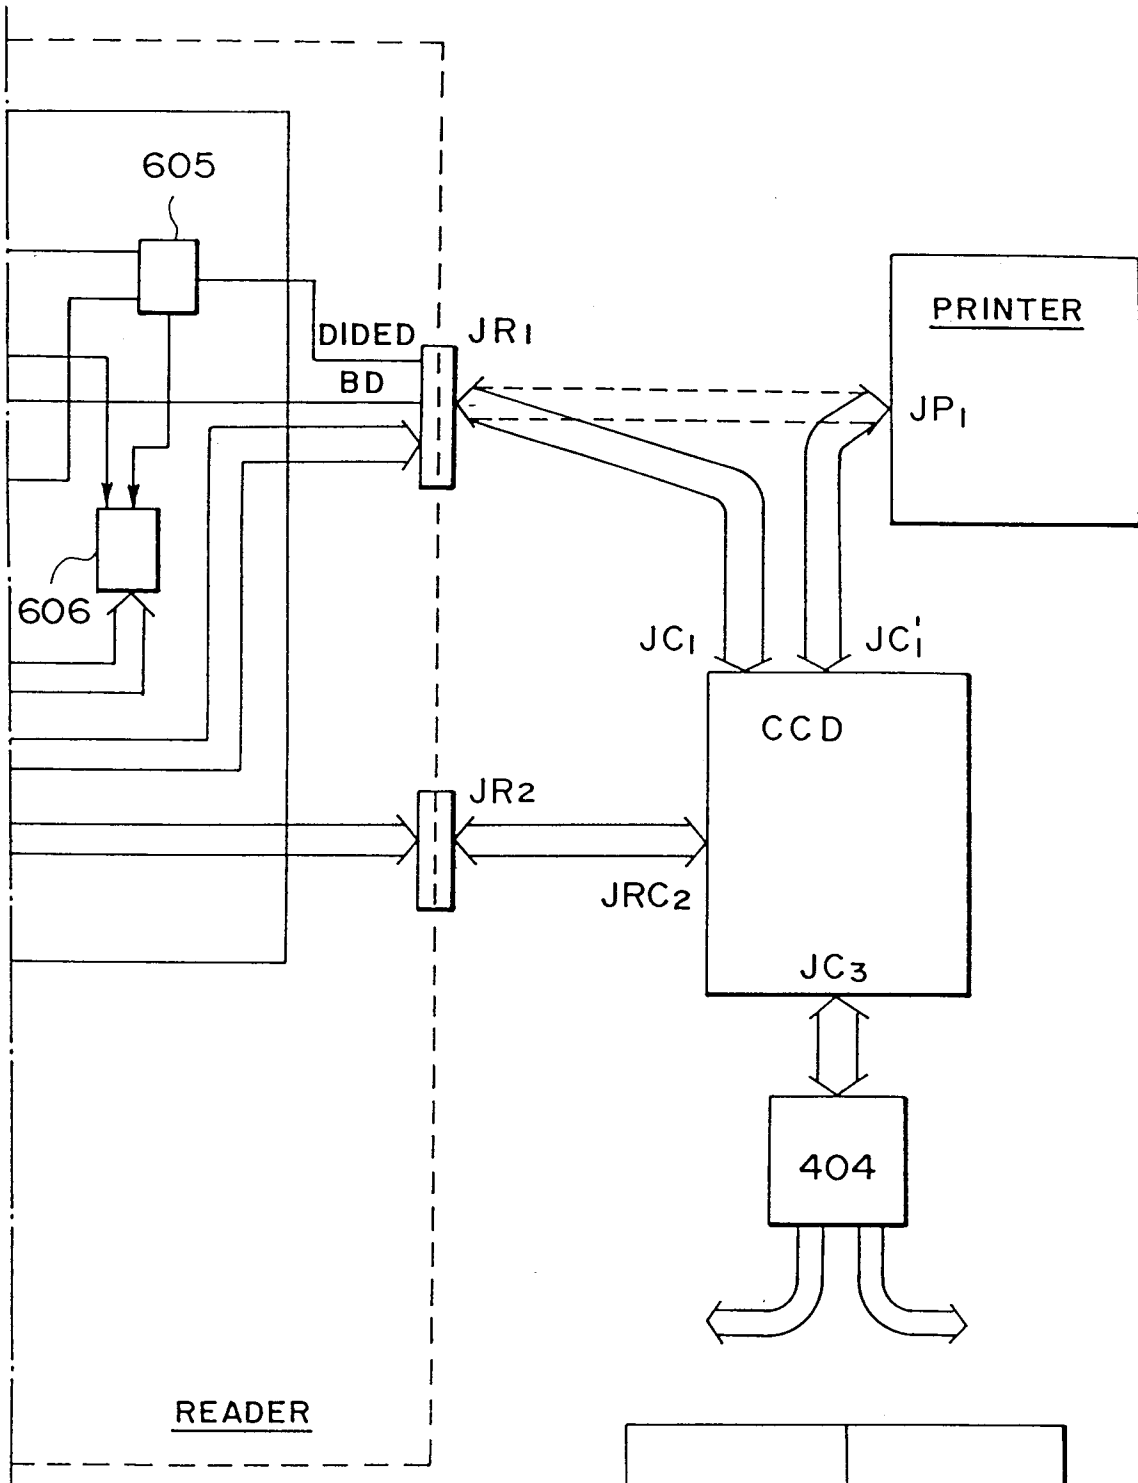 605
DIDED
JR1
PRINTER
BD
JP1
606
JC1
JC1'
CCD
JR2
JRC2
JC3
404
READER